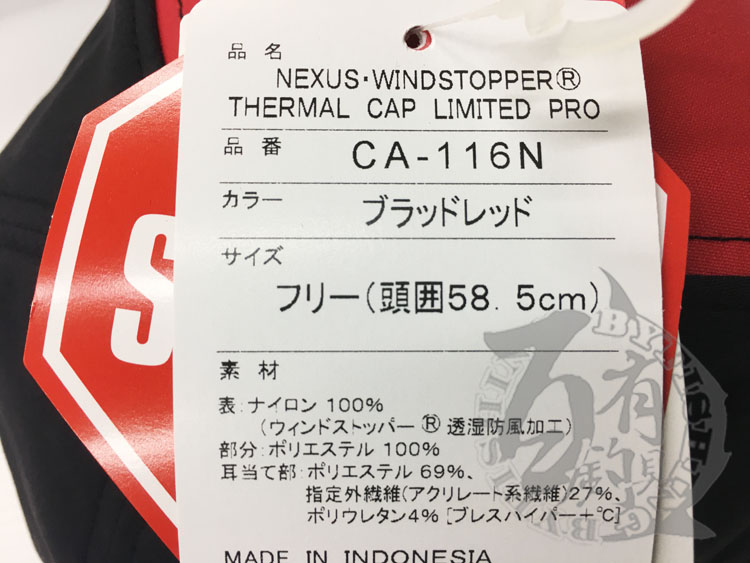 品名
NEXUS・WINDSTOPPER®
THERMAL CAP LIMITED PRO
品番 CA-116N
カラー ブラッドレッド
サイズ
フリー(頭囲58.5cm)
素材
表:ナイロン 100%
(ウィンドストッパー®透湿防風加工)
部分:ポリエステル 100%
耳当て部:ポリエステル 69%、
指定外繊維(アクリレート系繊維)27%、
ポリウレタン4% [ブレスハイパー+℃]
MADE IN INDONESIA
S
有
釣具